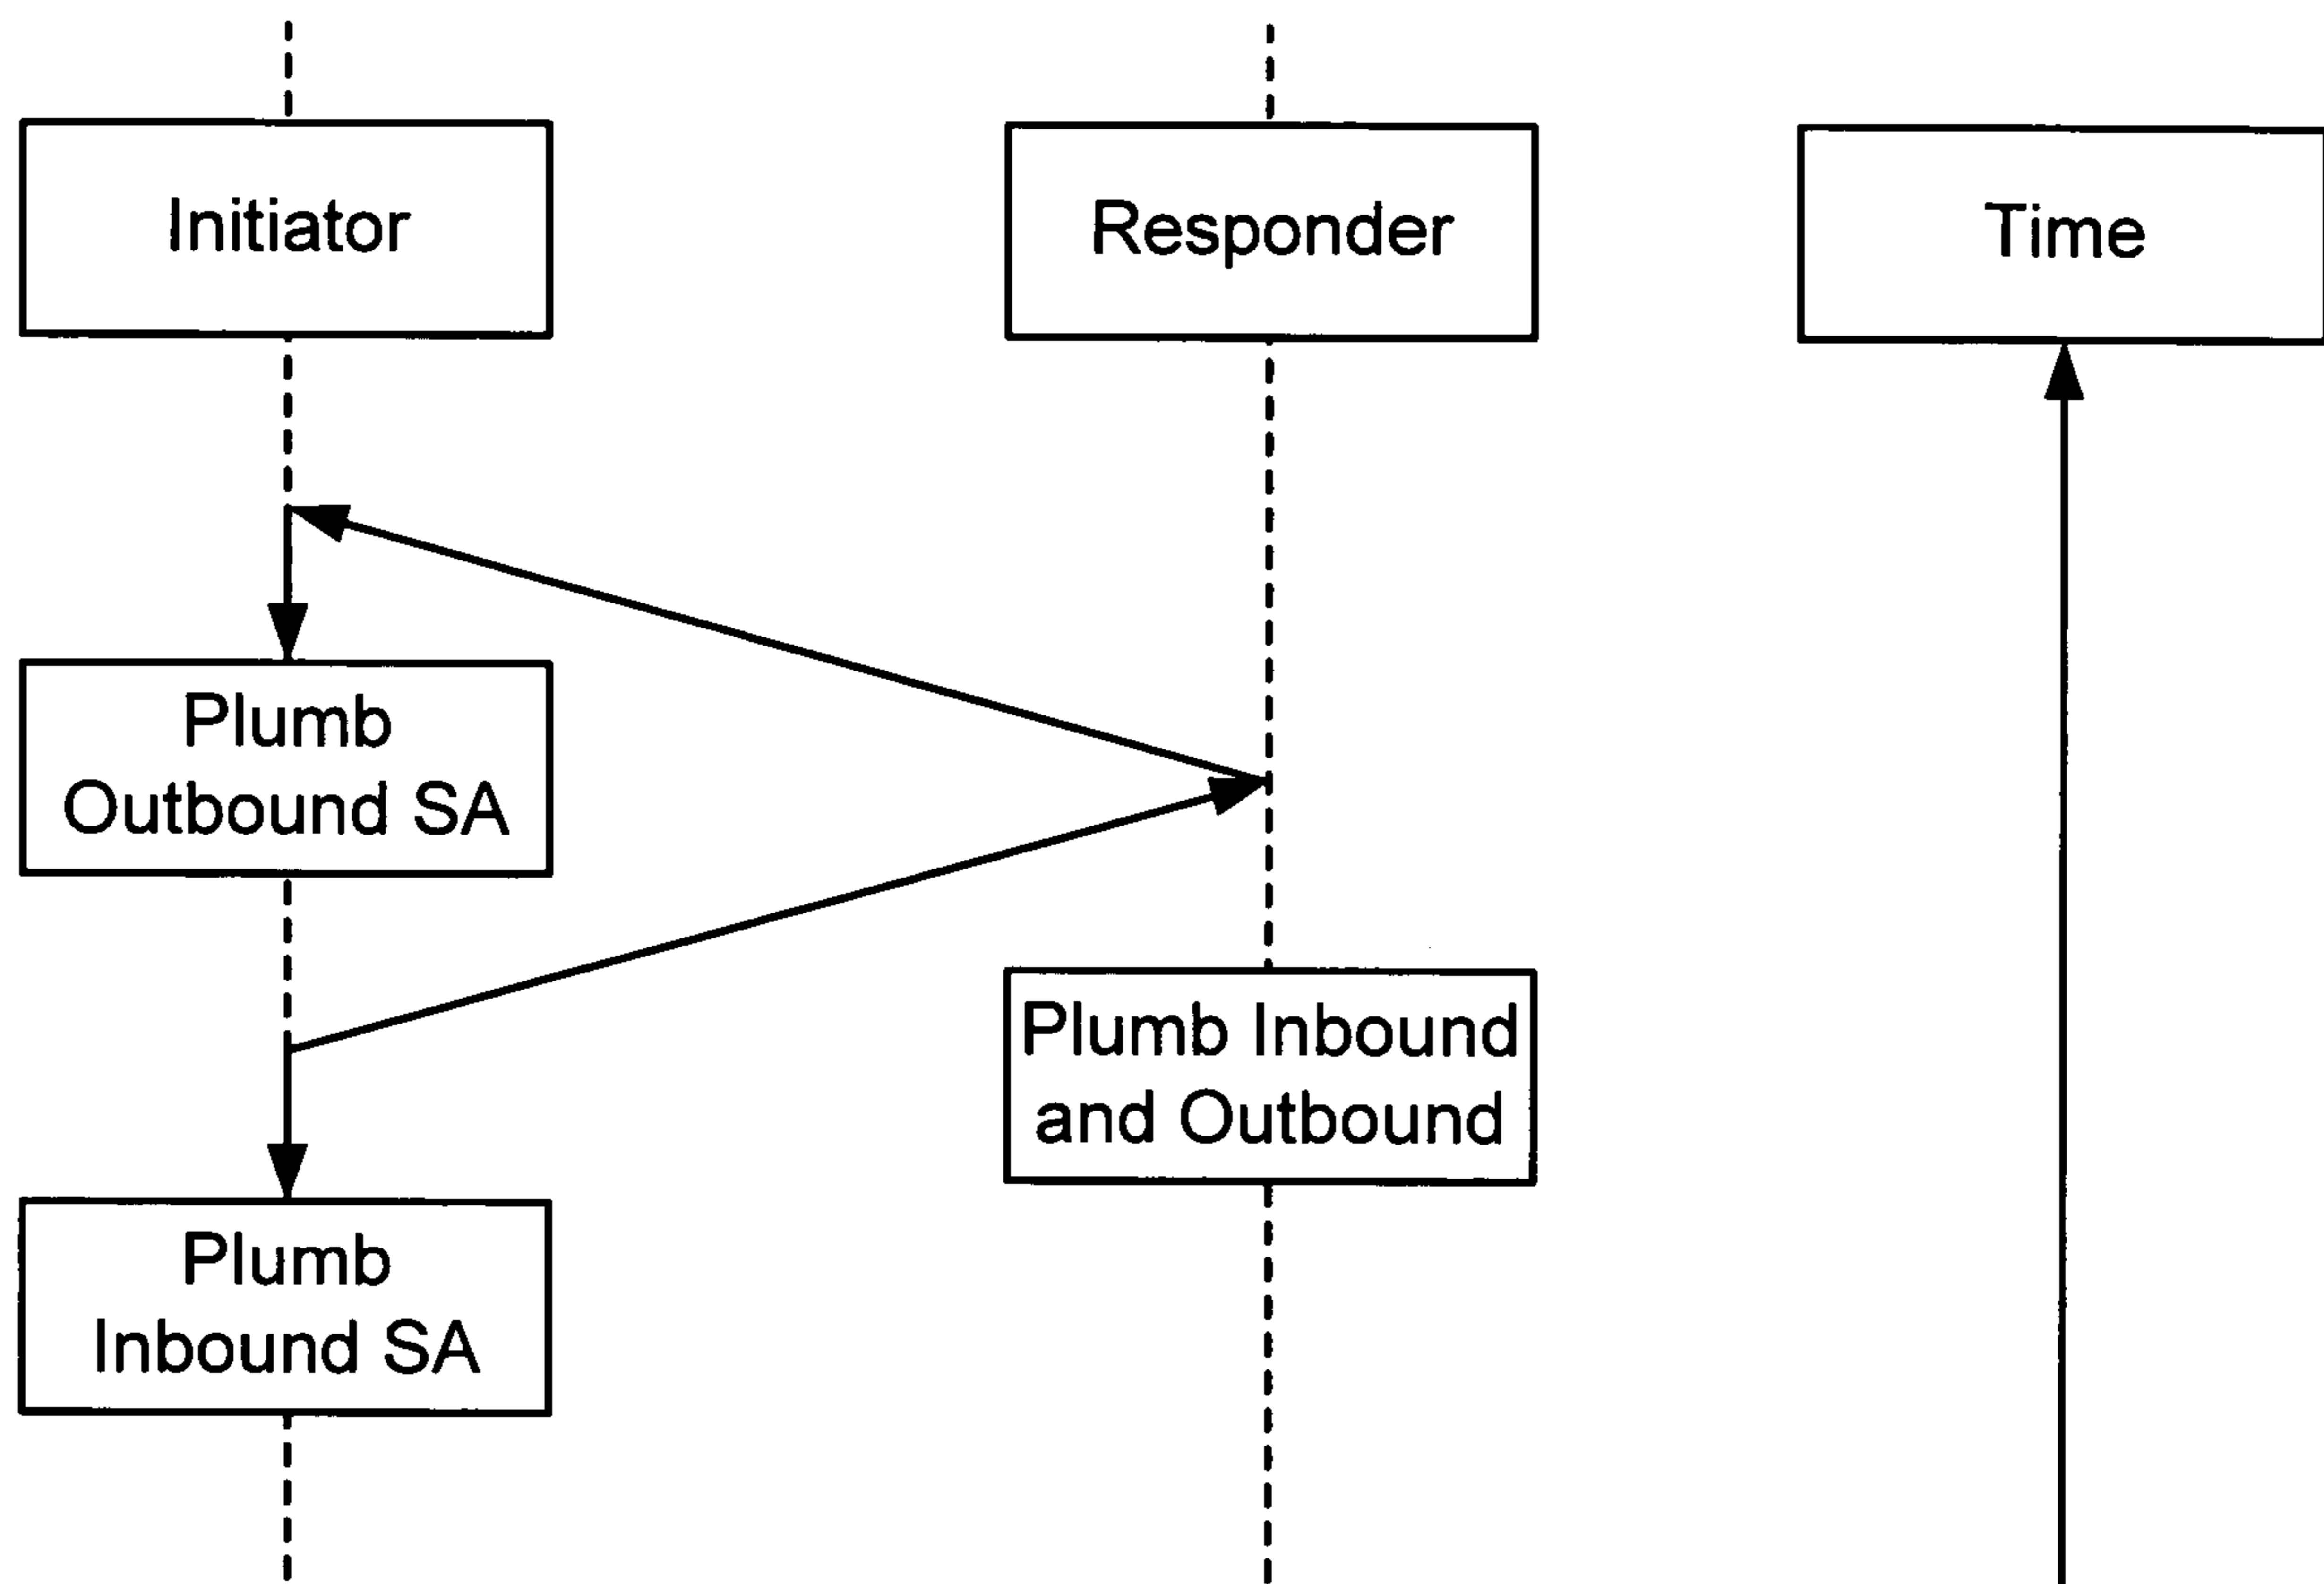 Initiator
Responder
Time
Plumb
Outbound SA
Plumb Inbound
and Outbound
Plumb
Inbound SA